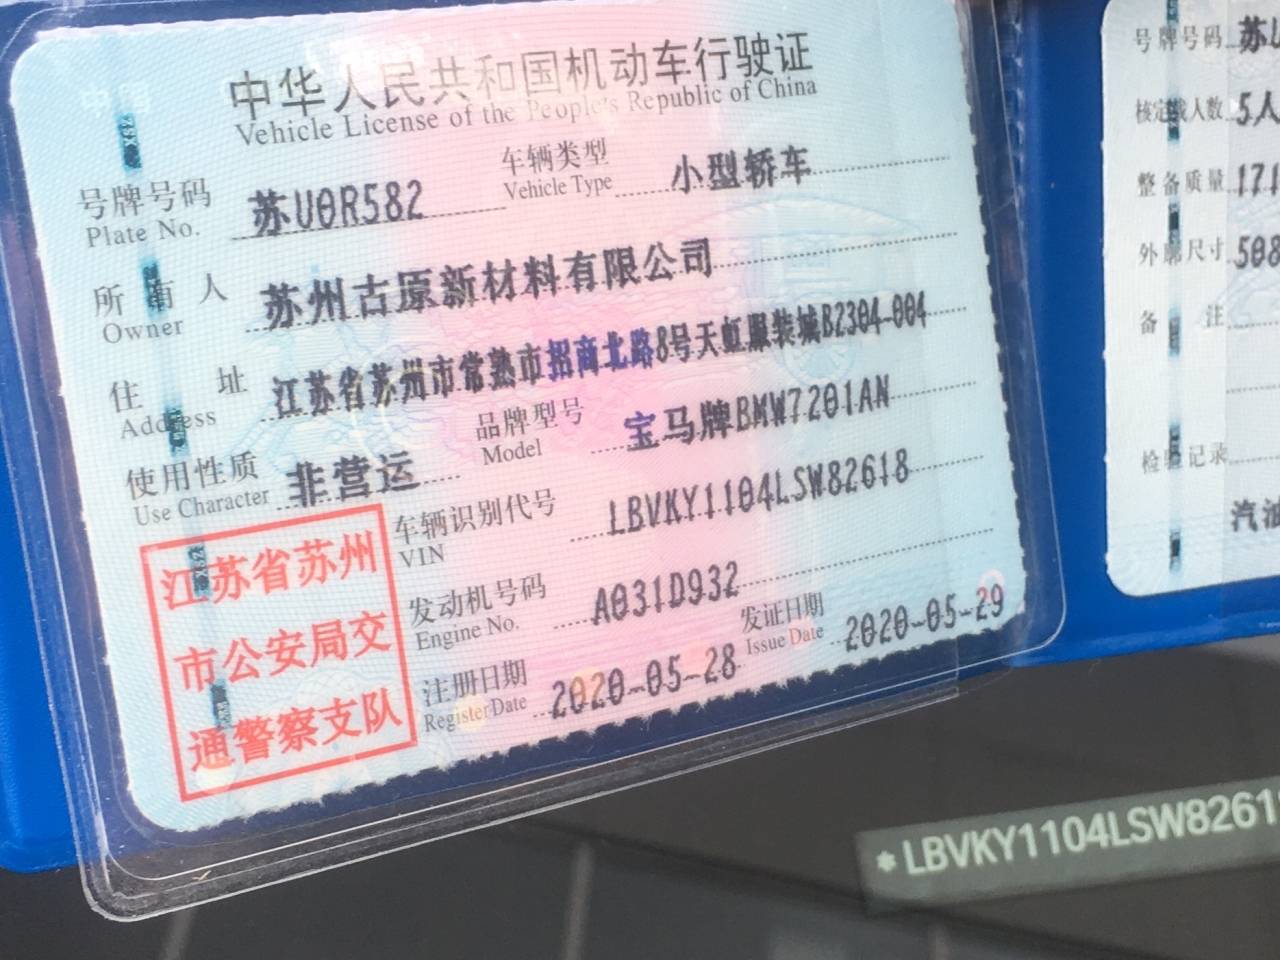 中华人民共和国机动车行驶证
Vehicle License of the People's Republic of China
号牌号码 苏U0R582 车辆类型 小型轿车
Plate No. Vehicle Type
所有人 苏州古原新材料有限公司
Owner
住址 江苏省苏州市常熟市招商北路8号天虹服装城B2304-004
Address
使用性质 非营运 品牌型号 宝马牌BMW7201AN
Use Character Model
车辆识别代号 LBVKY1104LSW82618
VIN
发动机号码 A031D932
Engine No.
注册日期 2020-05-28 发证日期 2020-05-29
Register Date Issue Date
江苏省苏州
市公安局交
通警察支队
号牌号码 苏U
核定载人数 5人
整备质量 171
外廓尺寸 508
备注
检验记录
汽油
*LBVKY1104LSW8261